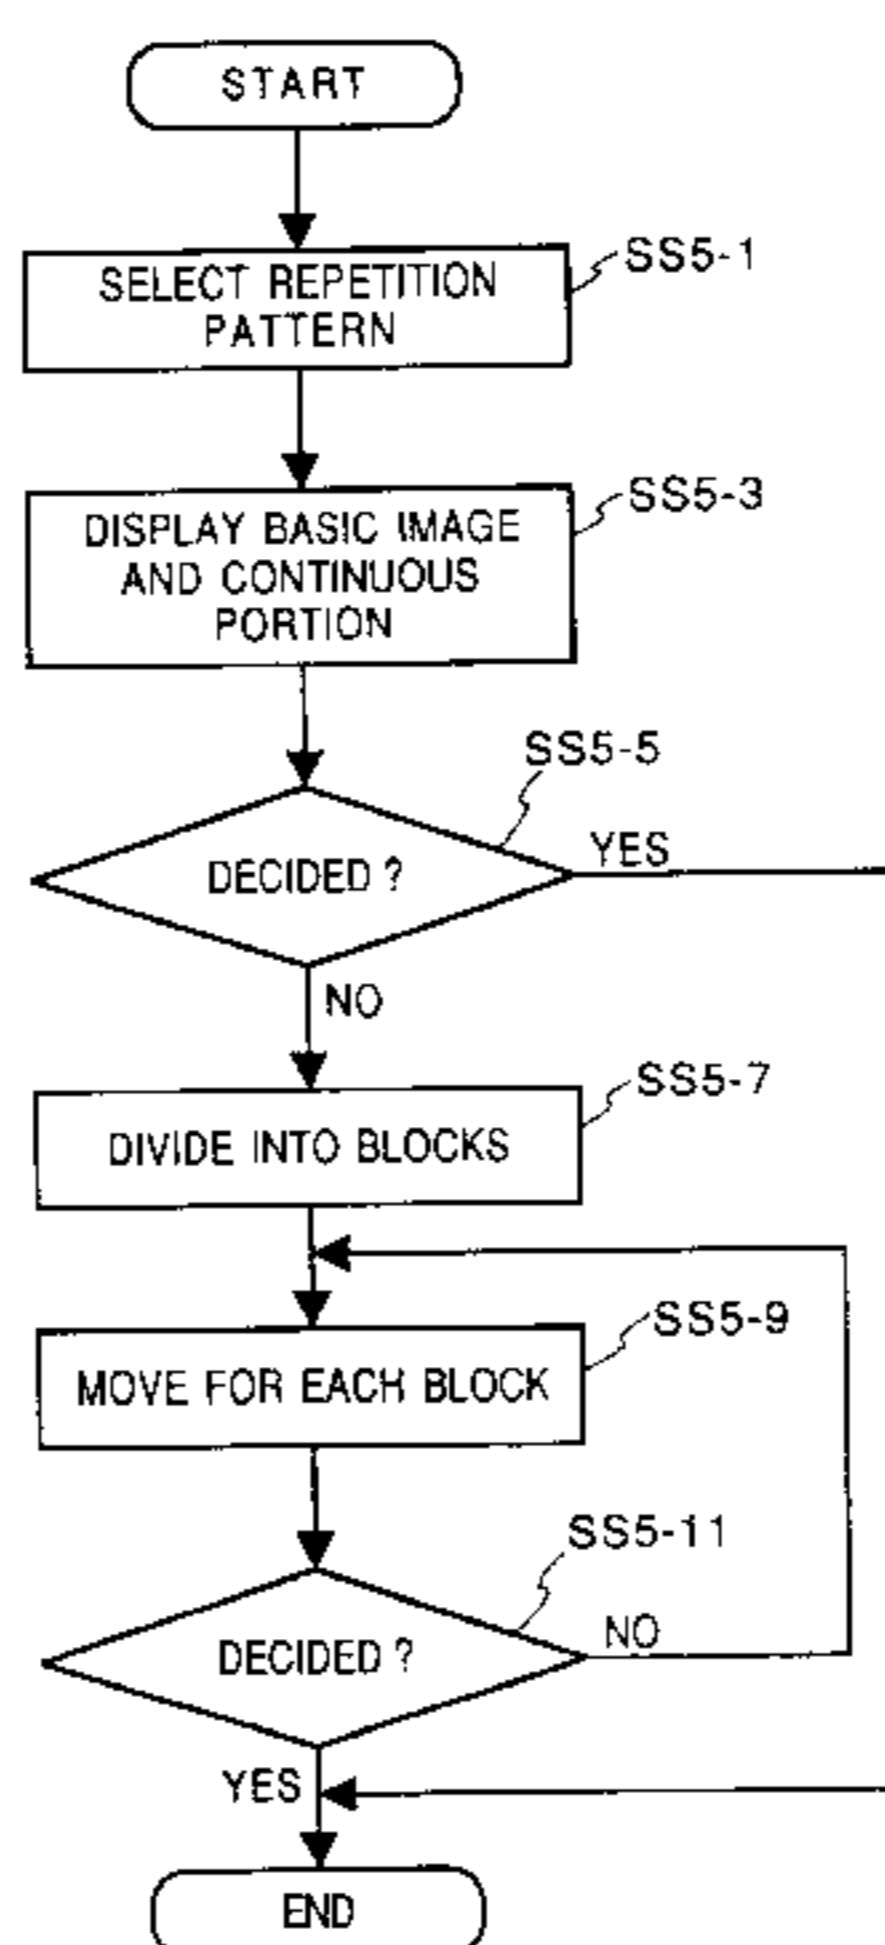 START
SS5-1
SELECT REPETITION
PATTERN
SS5-3
DISPLAY BASIC IMAGE
AND CONTINUOUS
PORTION
SS5-5
DECIDED ?
YES
NO
SS5-7
DIVIDE INTO BLOCKS
SS5-9
MOVE FOR EACH BLOCK
SS5-11
DECIDED ?
NO
YES
END